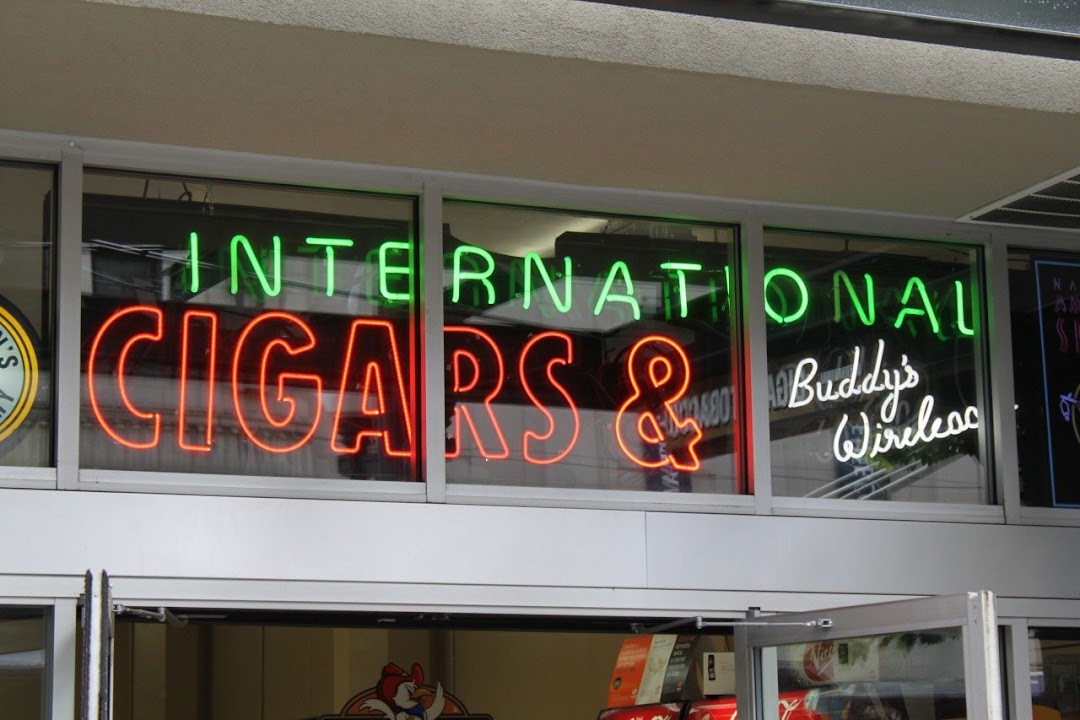 INTERNATIONAL
CIGARS &
Buddy's
Wireless